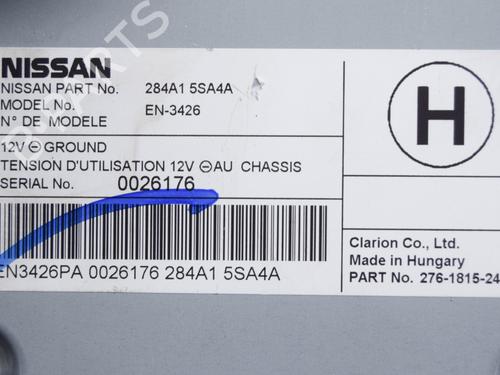 NISSAN
NISSAN PART No. 284A1 5SA4A
MODEL No. EN-3426
N° DE MODELE
12V ⊖ GROUND
TENSION D'UTILISATION 12V ⊖ AU CHASSIS
SERIAL No. 0026176
EN3426PA 0026176 284A1 5SA4A
H
Clarion Co., Ltd.
Made in Hungary
PART No. 276-1815-24